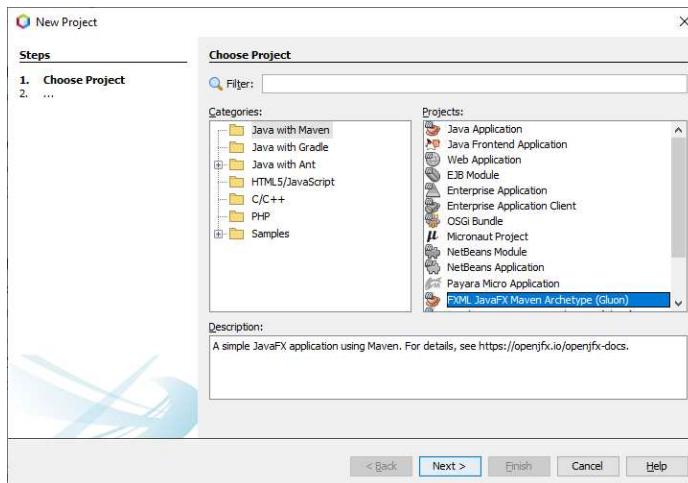 New Project
Steps
1. Choose Project
2. ...
Choose Project
Filter:
Categories:
Java with Maven
Java with Gradle
Java with Ant
HTML5/JavaScript
C/C++
PHP
Samples
Projects:
Java Application
Java Frontend Application
Web Application
EJB Module
Enterprise Application
Enterprise Application Client
OSGi Bundle
Micronaut Project
NetBeans Module
NetBeans Application
Payara Micro Application
FXML JavaFX Maven Archetype (Gluon)
Description:
A simple JavaFX application using Maven. For details, see https://openjfx.io/openjfx-docs.
< Back Next > Finish Cancel Help